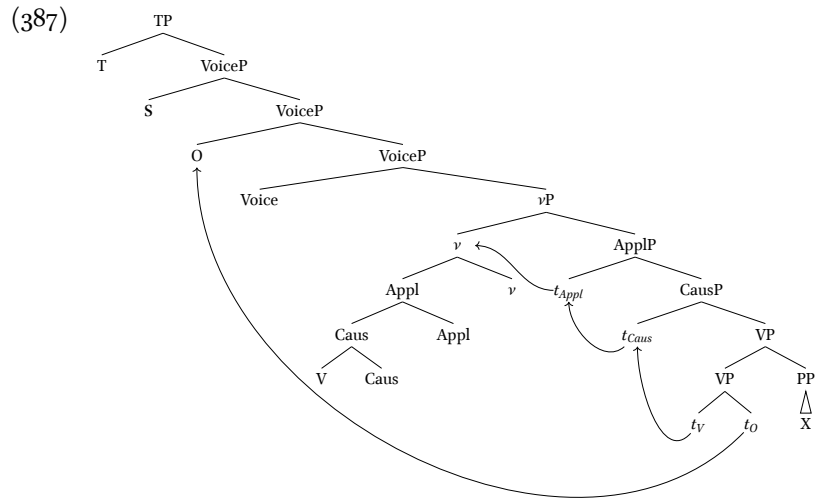 (387)
TP
T VoiceP
S VoiceP
O VoiceP
Voice vP
v ApplP
Appl v t_Appl CausP
Caus Appl t_Caus VP
V Caus VP PP
t_V t_O X